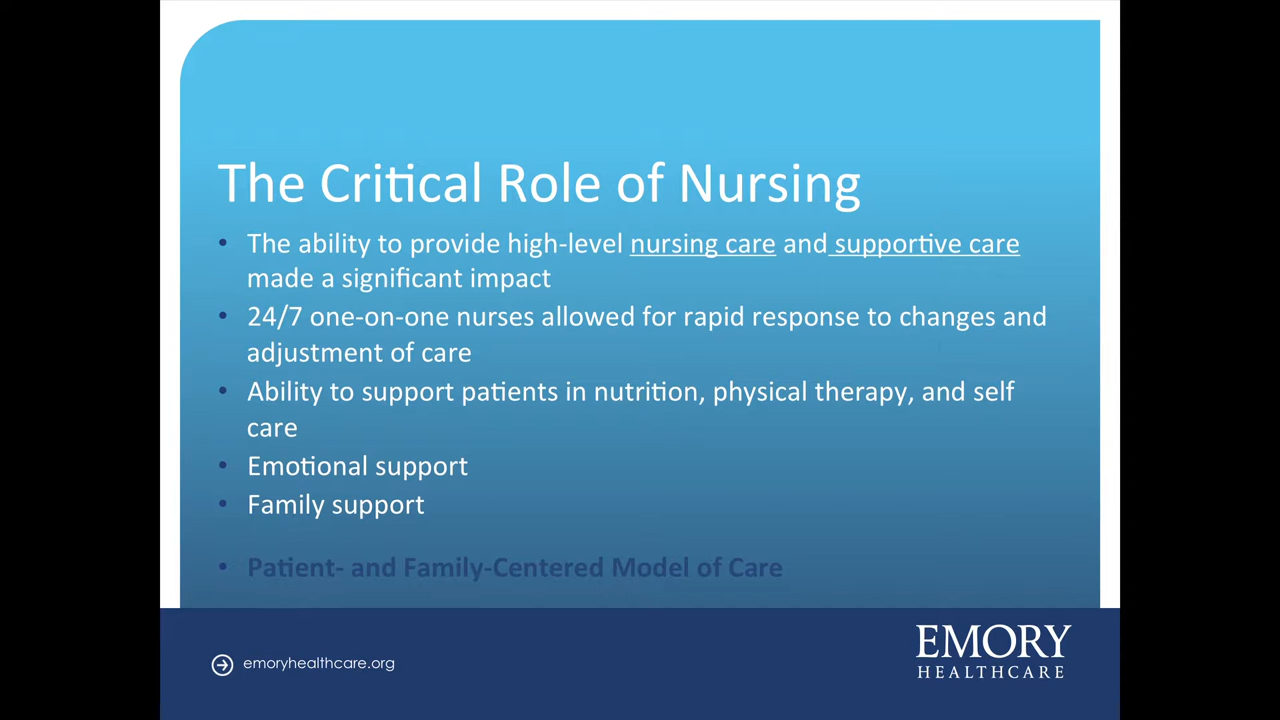 The Critical Role of Nursing
• The ability to provide high-level nursing care and supportive care
made a significant impact
• 24/7 one-on-one nurses allowed for rapid response to changes and
adjustment of care
• Ability to support patients in nutrition, physical therapy, and self
care
• Emotional support
• Family support
• Patient- and Family-Centered Model of Care
emoryhealthcare.org
EMORY
HEALTHCARE